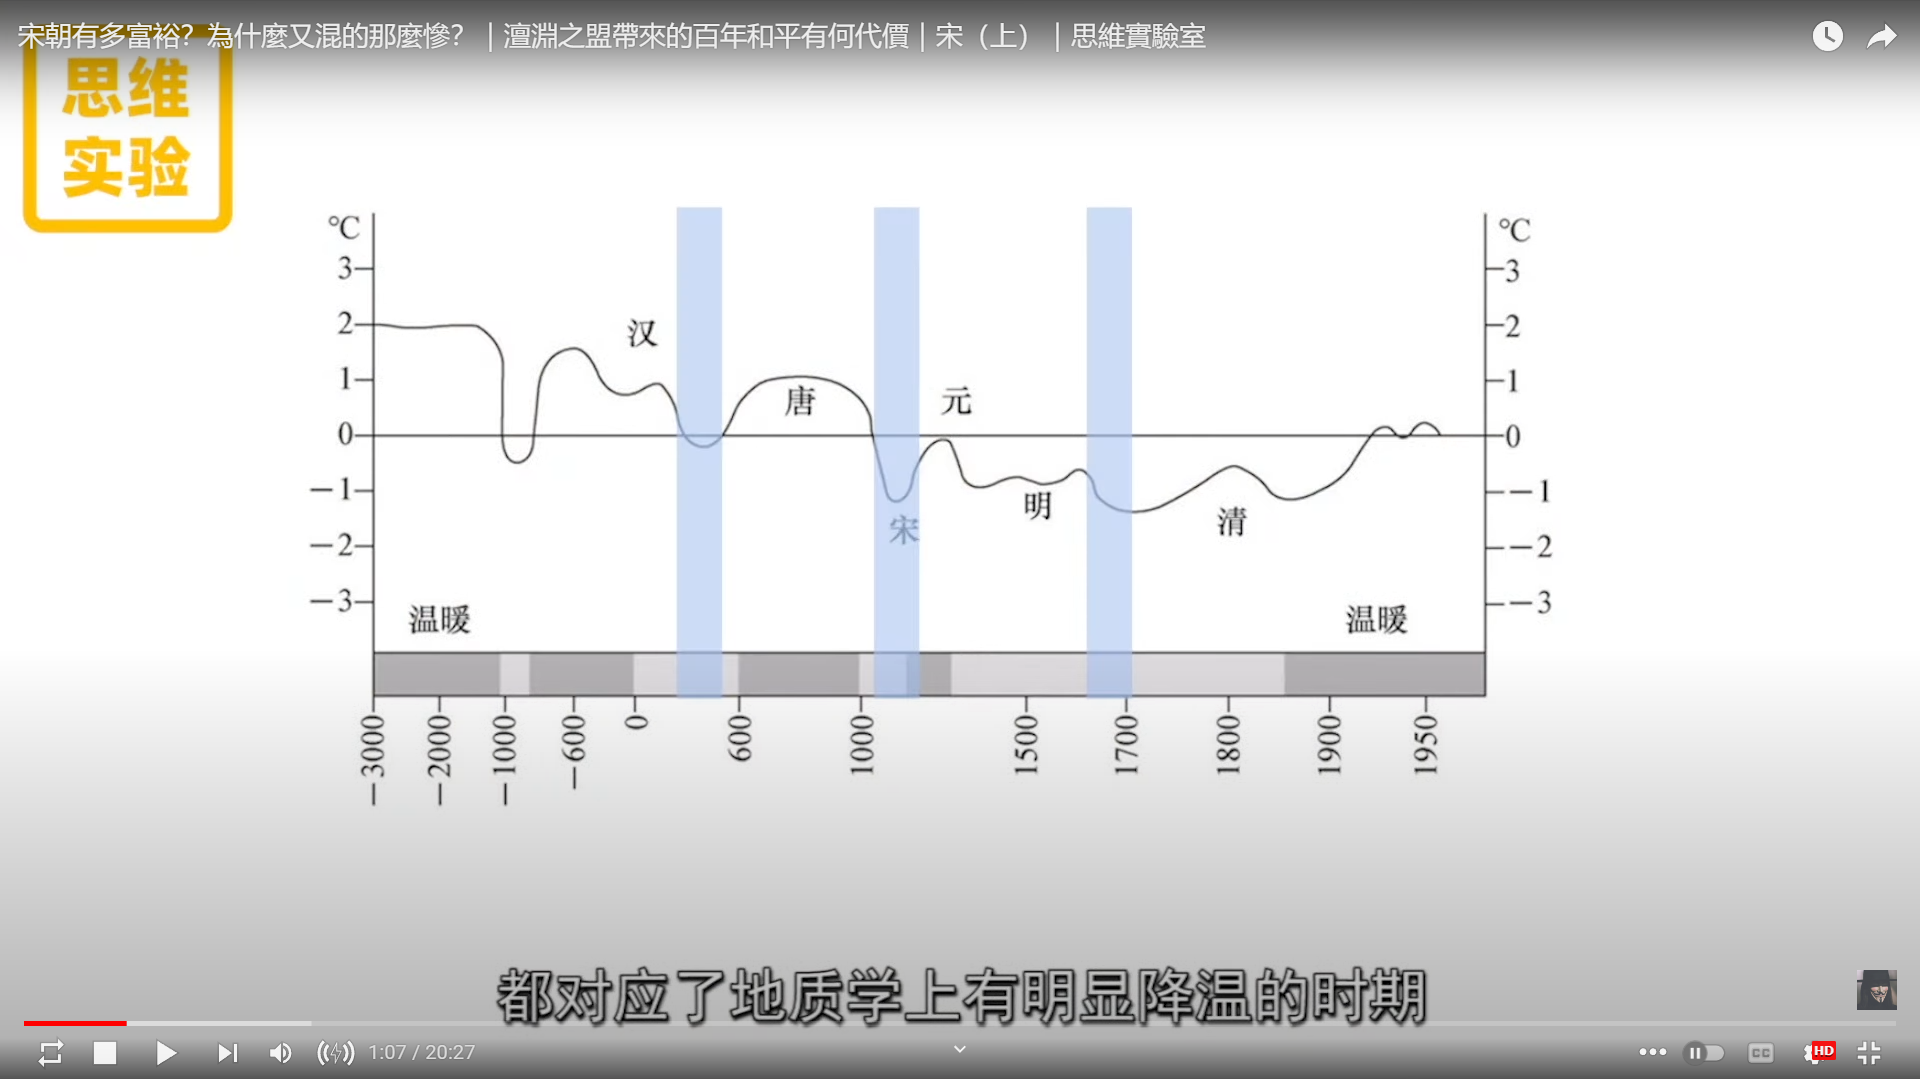 宋朝有多富裕？為什麼又混的那麼慘？｜澶淵之盟帶來的百年和平有何代價｜宋（上）｜思維實驗室
思维
实验
℃
℃
3
3
2
2
1
1
0
0
－1
－1
－2
－2
－3
－3
汉
唐
元
宋
明
清
温暖
温暖
－3000
－2000
－1000
－600
0
600
1000
1500
1700
1800
1900
1950
都对应了地质学上有明显降温的时期
1:07 / 20:27
CC
HD